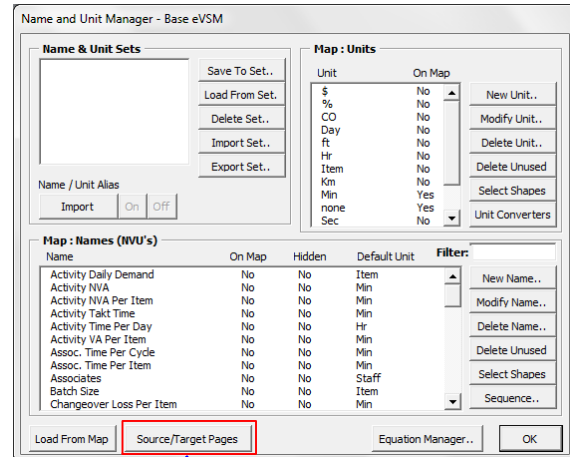 Name and Unit Manager - Base eVSM
Name & Unit Sets
Save To Set..
Load From Set.
Delete Set..
Import Set..
Export Set..
Name / Unit Alias
Import On Off
Map : Units
Unit On Map
$ No
% No
CO No
Day No
ft No
Hr No
Item No
Km No
Min Yes
none Yes
Sec No
New Unit..
Modify Unit..
Delete Unit..
Delete Unused
Select Shapes
Unit Converters
Map : Names (NVU's)
Name On Map Hidden Default Unit Filter:
Activity Daily Demand No No Item
Activity NVA No No Min
Activity NVA Per Item No No Min
Activity Takt Time No No Min
Activity Time Per Day No No Hr
Activity VA Per Item No No Min
Assoc. Time Per Cycle No No Min
Assoc. Time Per Item No No Min
Associates No No Staff
Batch Size No No Item
Changeover Loss Per Item No No Min
New Name..
Modify Name..
Delete Name..
Delete Unused
Select Shapes
Sequence..
Load From Map Source/Target Pages Equation Manager.. OK